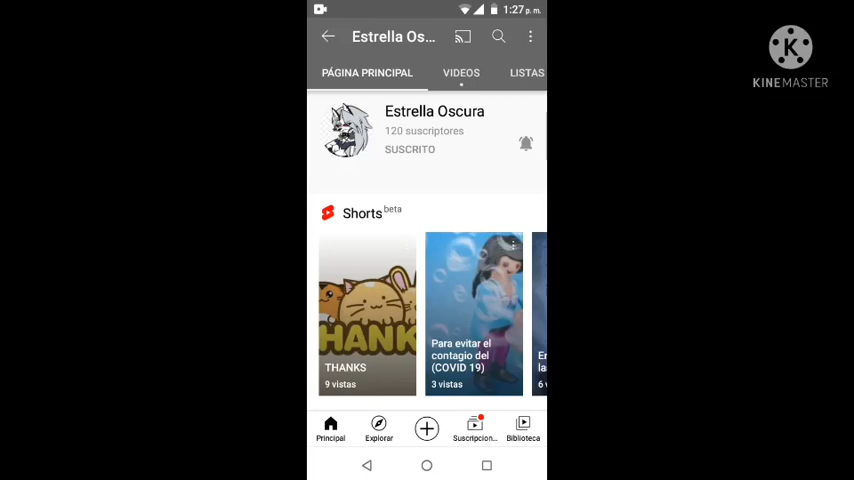 1:27 p. m.
Estrella Os...
PÁGINA PRINCIPAL
VIDEOS
LISTAS
Estrella Oscura
120 suscriptores
SUSCRITO
Shorts beta
THANK
THANKS
9 vistas
Para evitar el
contagio del
(COVID 19)
3 vistas
Principal
Explorar
Suscripcion...
Biblioteca
K
KINEMASTER